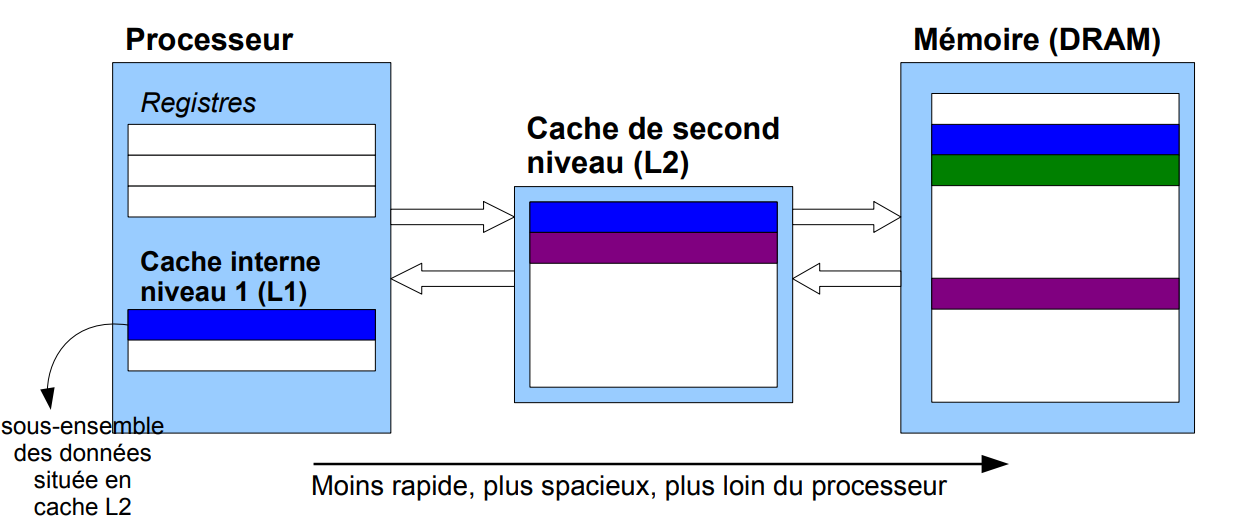 Processeur
Registres
Cache interne
niveau 1 (L1)
sous-ensemble
des données
située en
cache L2
Cache de second
niveau (L2)
Mémoire (DRAM)
Moins rapide, plus spacieux, plus loin du processeur